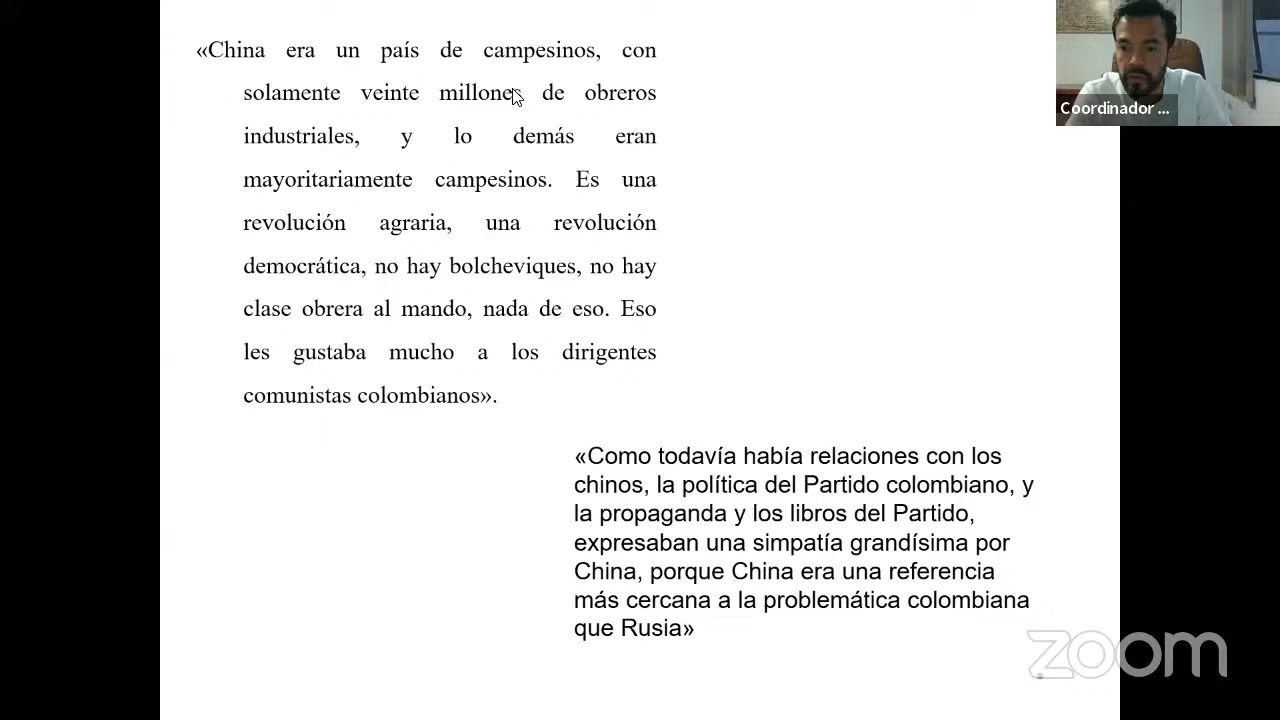 «China era un país de campesinos, con
solamente veinte millones de obreros
industriales, y lo demás eran
mayoritariamente campesinos. Es una
revolución agraria, una revolución
democrática, no hay bolcheviques, no hay
clase obrera al mando, nada de eso. Eso
les gustaba mucho a los dirigentes
comunistas colombianos».
«Como todavía había relaciones con los
chinos, la política del Partido colombiano, y
la propaganda y los libros del Partido,
expresaban una simpatía grandísima por
China, porque China era una referencia
más cercana a la problemática colombiana
que Rusia»
Coordinador ...
zoom